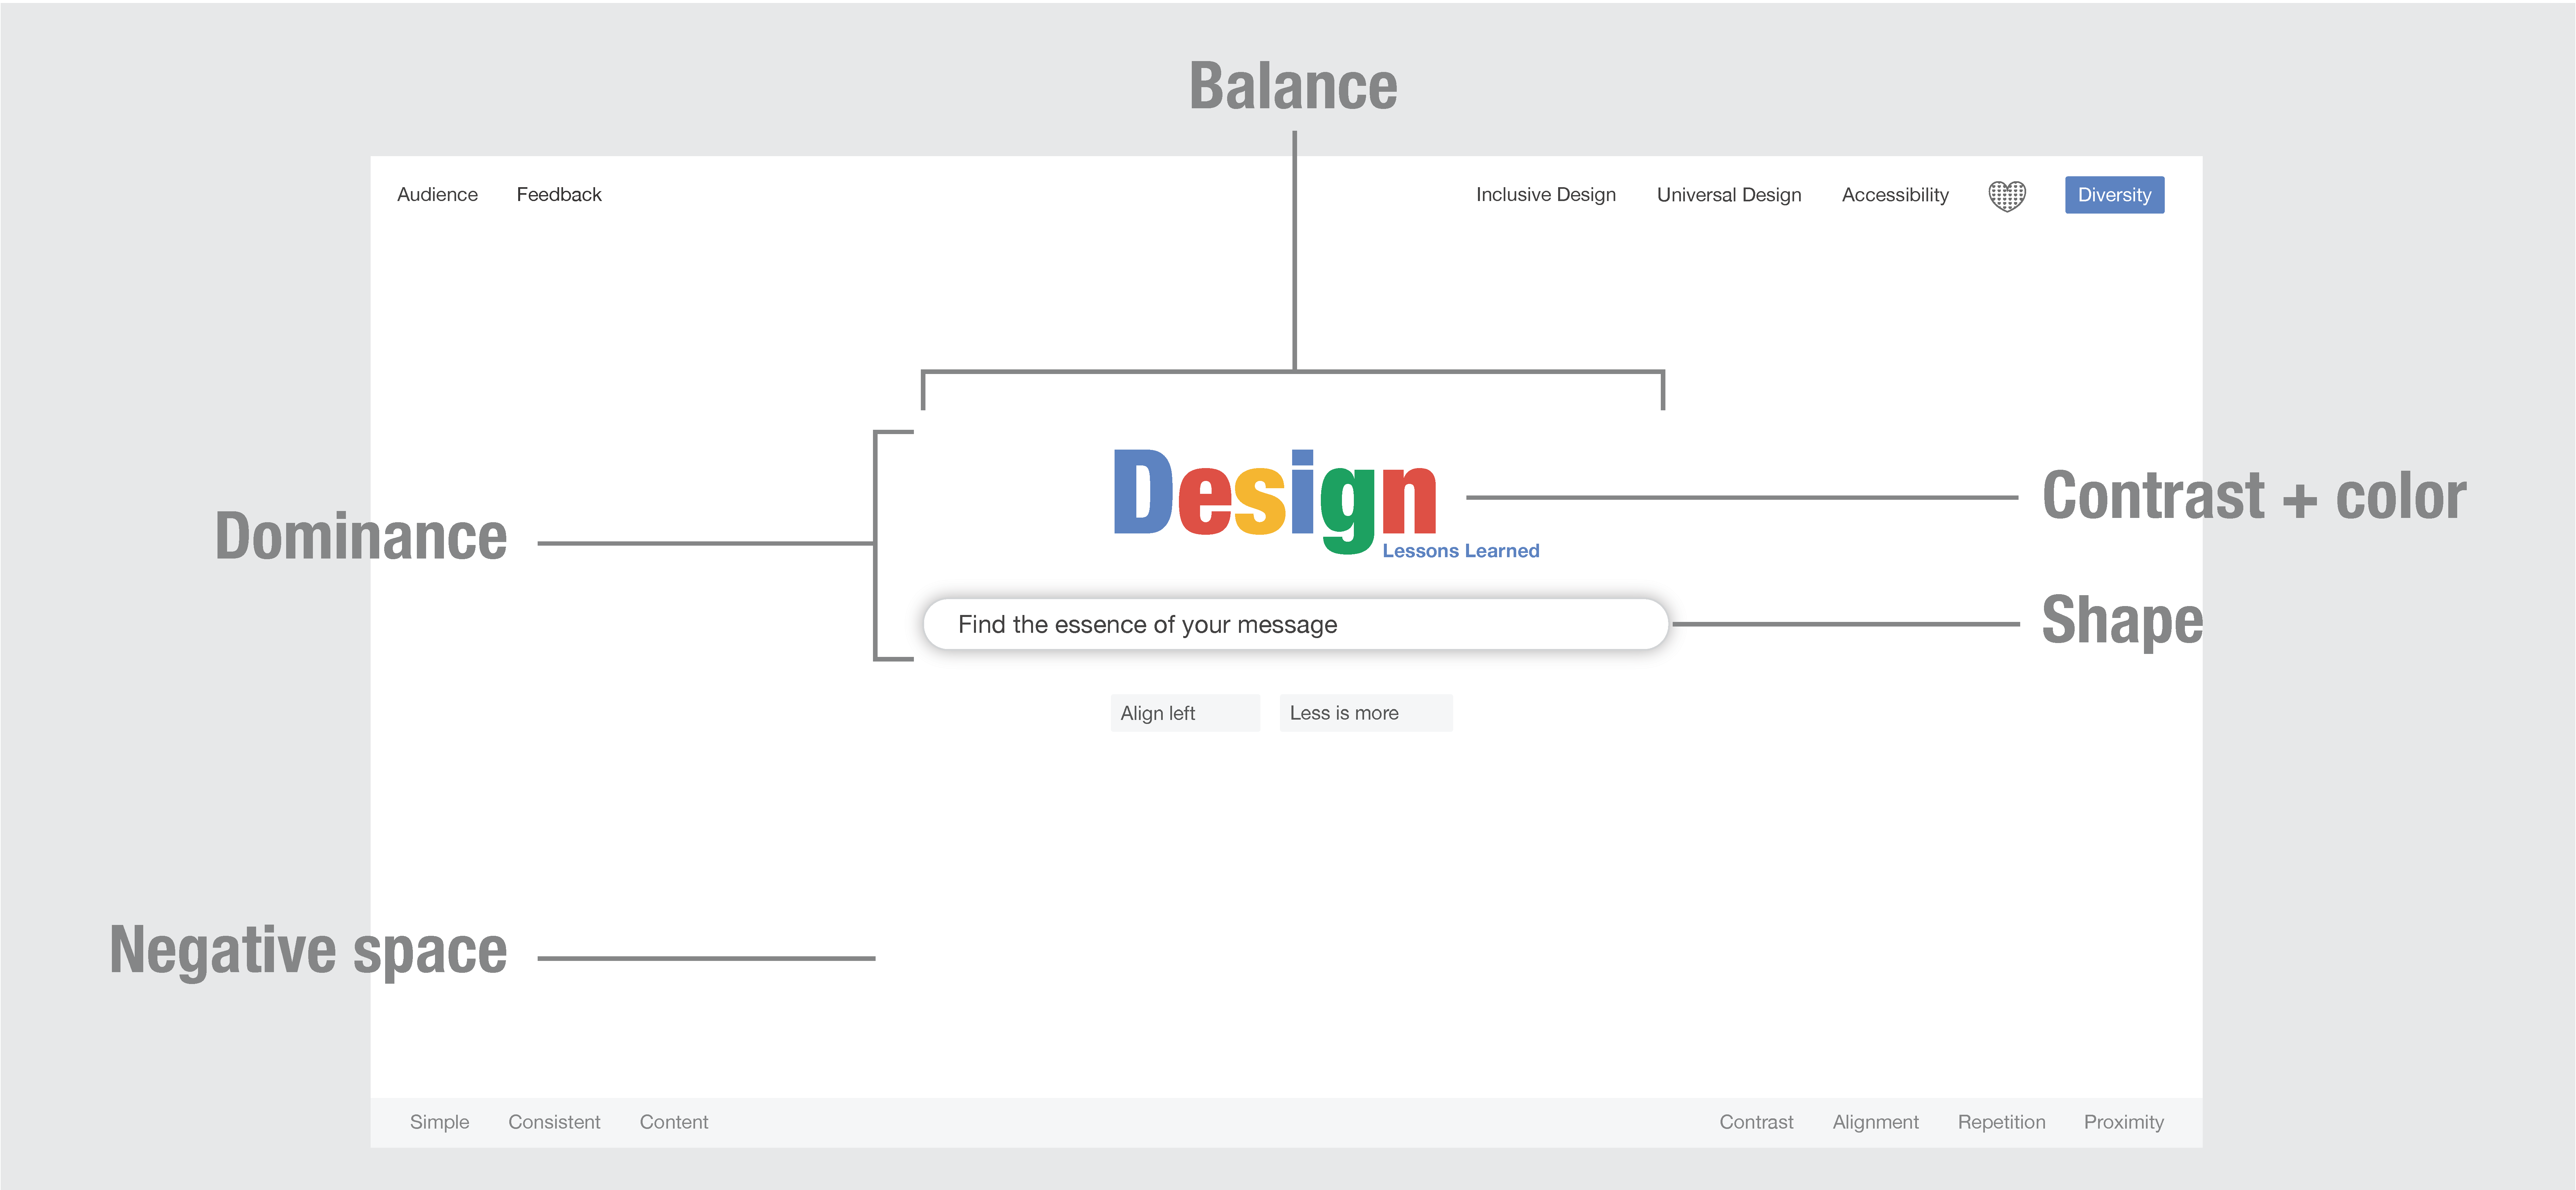 Balance
Audience Feedback Inclusive Design Universal Design Accessibility Diversity
Design
Contrast + color
Dominance
Lessons Learned
Find the essence of your message
Shape
Align left Less is more
Negative space
Simple Consistent Content Contrast Alignment Repetition Proximity